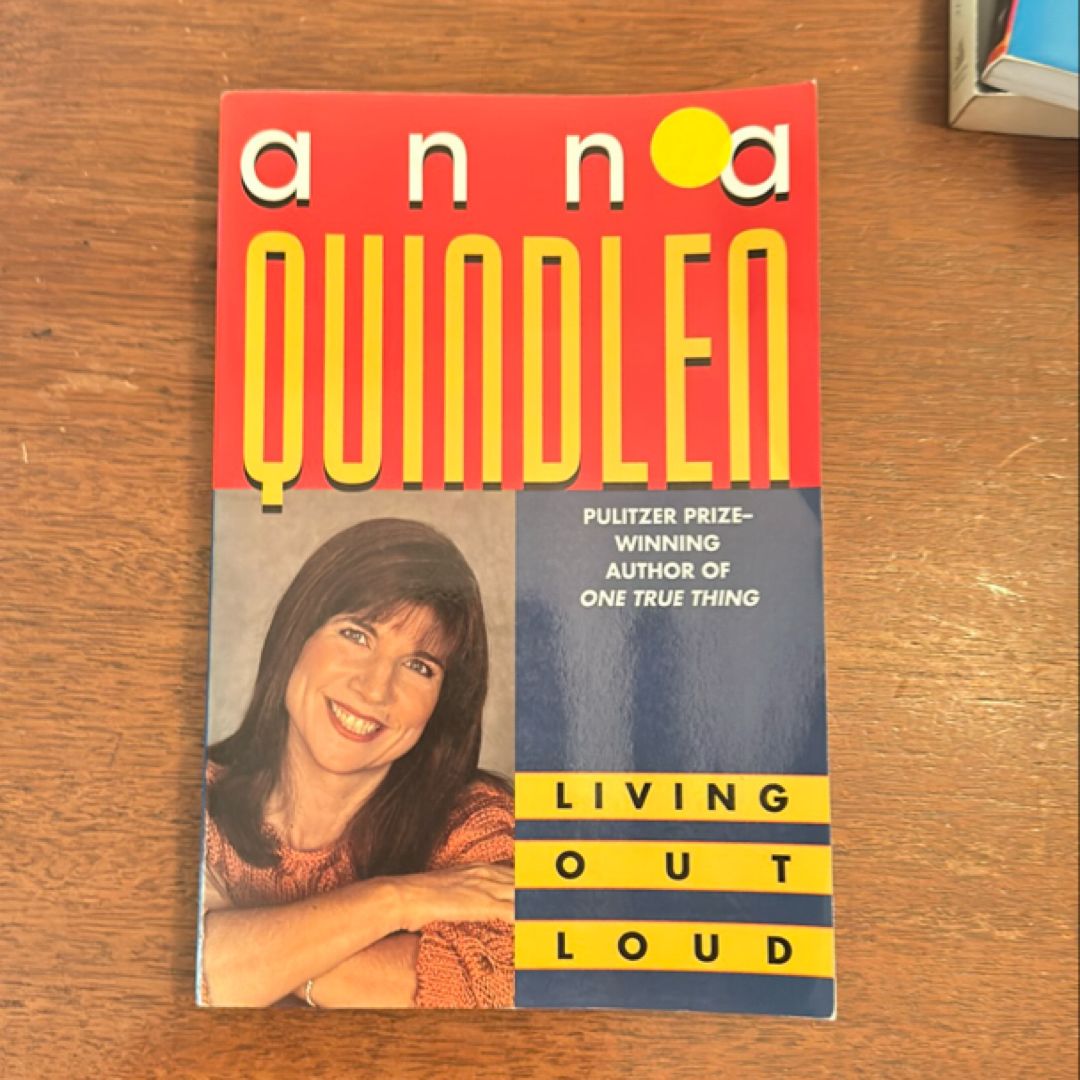 anna
QUINDLEN
PULITZER PRIZE–
WINNING
AUTHOR OF
ONE TRUE THING
LIVING
OUT
LOUD